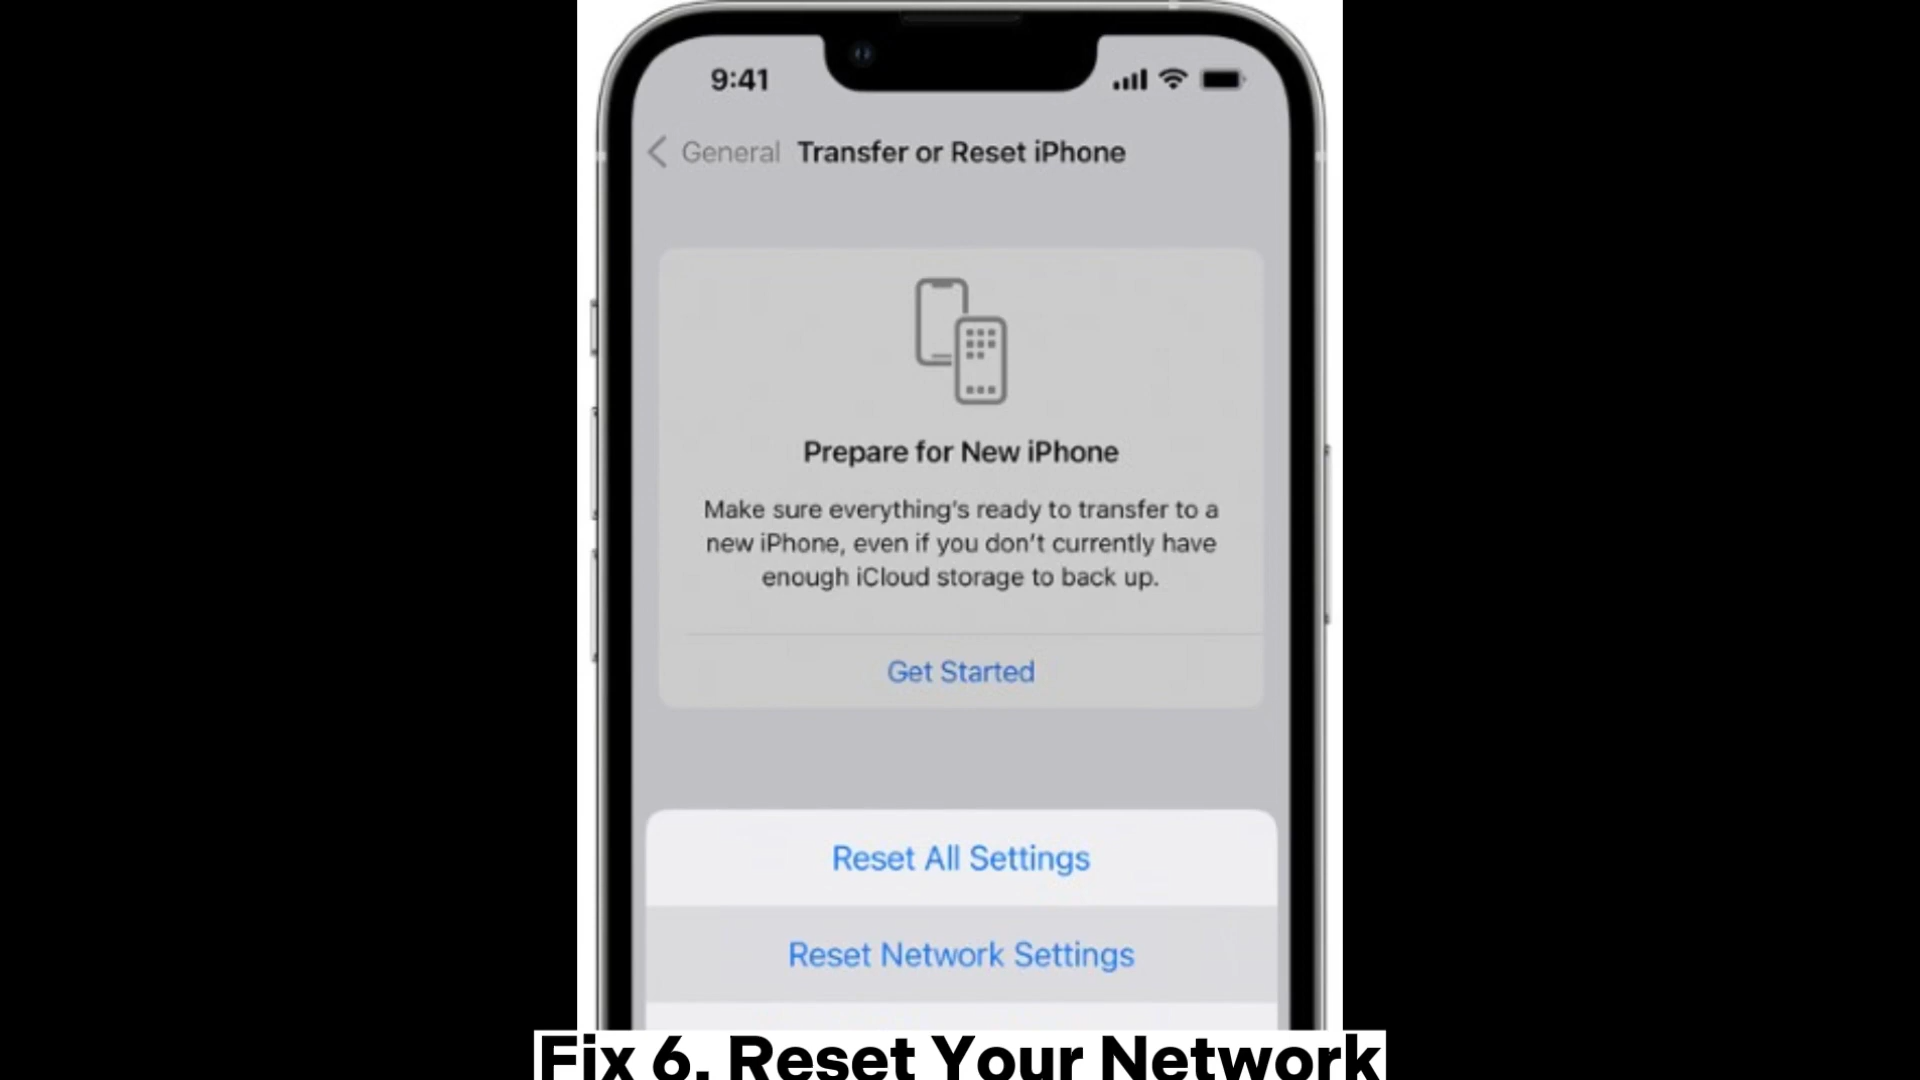 9:41
General Transfer or Reset iPhone
Prepare for New iPhone
Make sure everything's ready to transfer to a
new iPhone, even if you don't currently have
enough iCloud storage to back up.
Get Started
Reset All Settings
Reset Network Settings
Fix 6. Reset Your Network